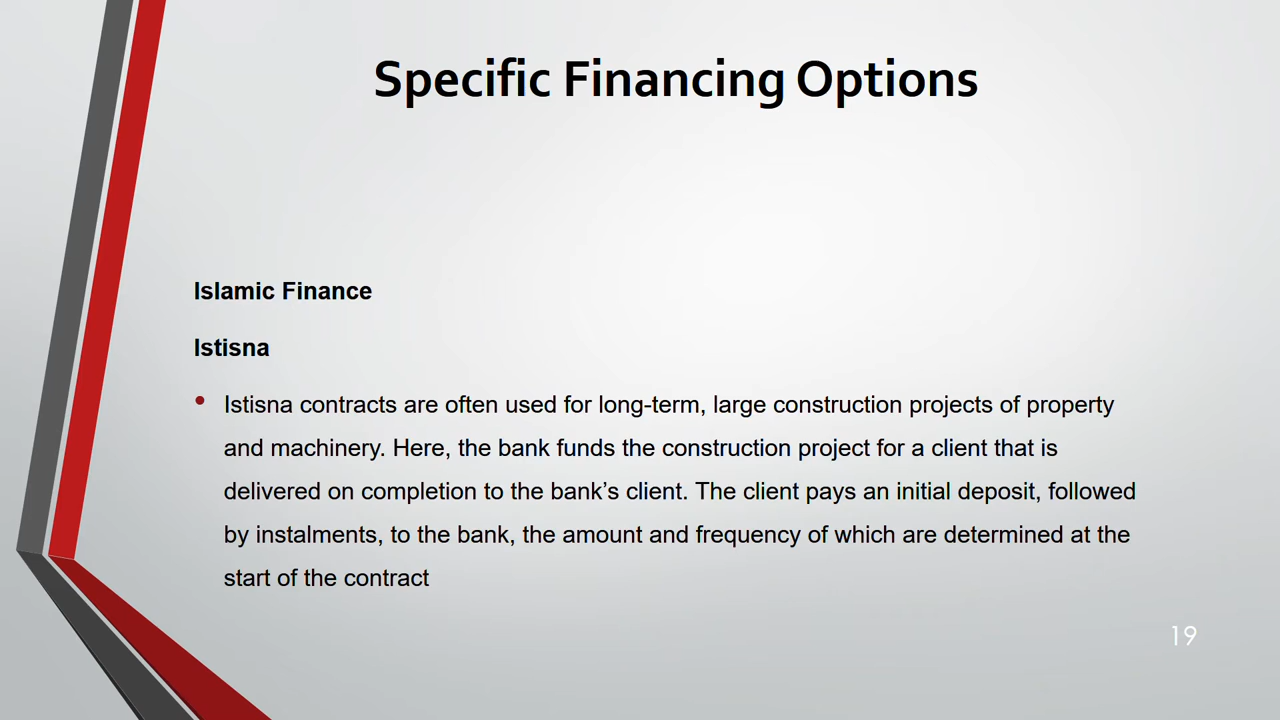 Specific Financing Options
Islamic Finance
Istisna
• Istisna contracts are often used for long-term, large construction projects of property
and machinery. Here, the bank funds the construction project for a client that is
delivered on completion to the bank’s client. The client pays an initial deposit, followed
by instalments, to the bank, the amount and frequency of which are determined at the
start of the contract
19